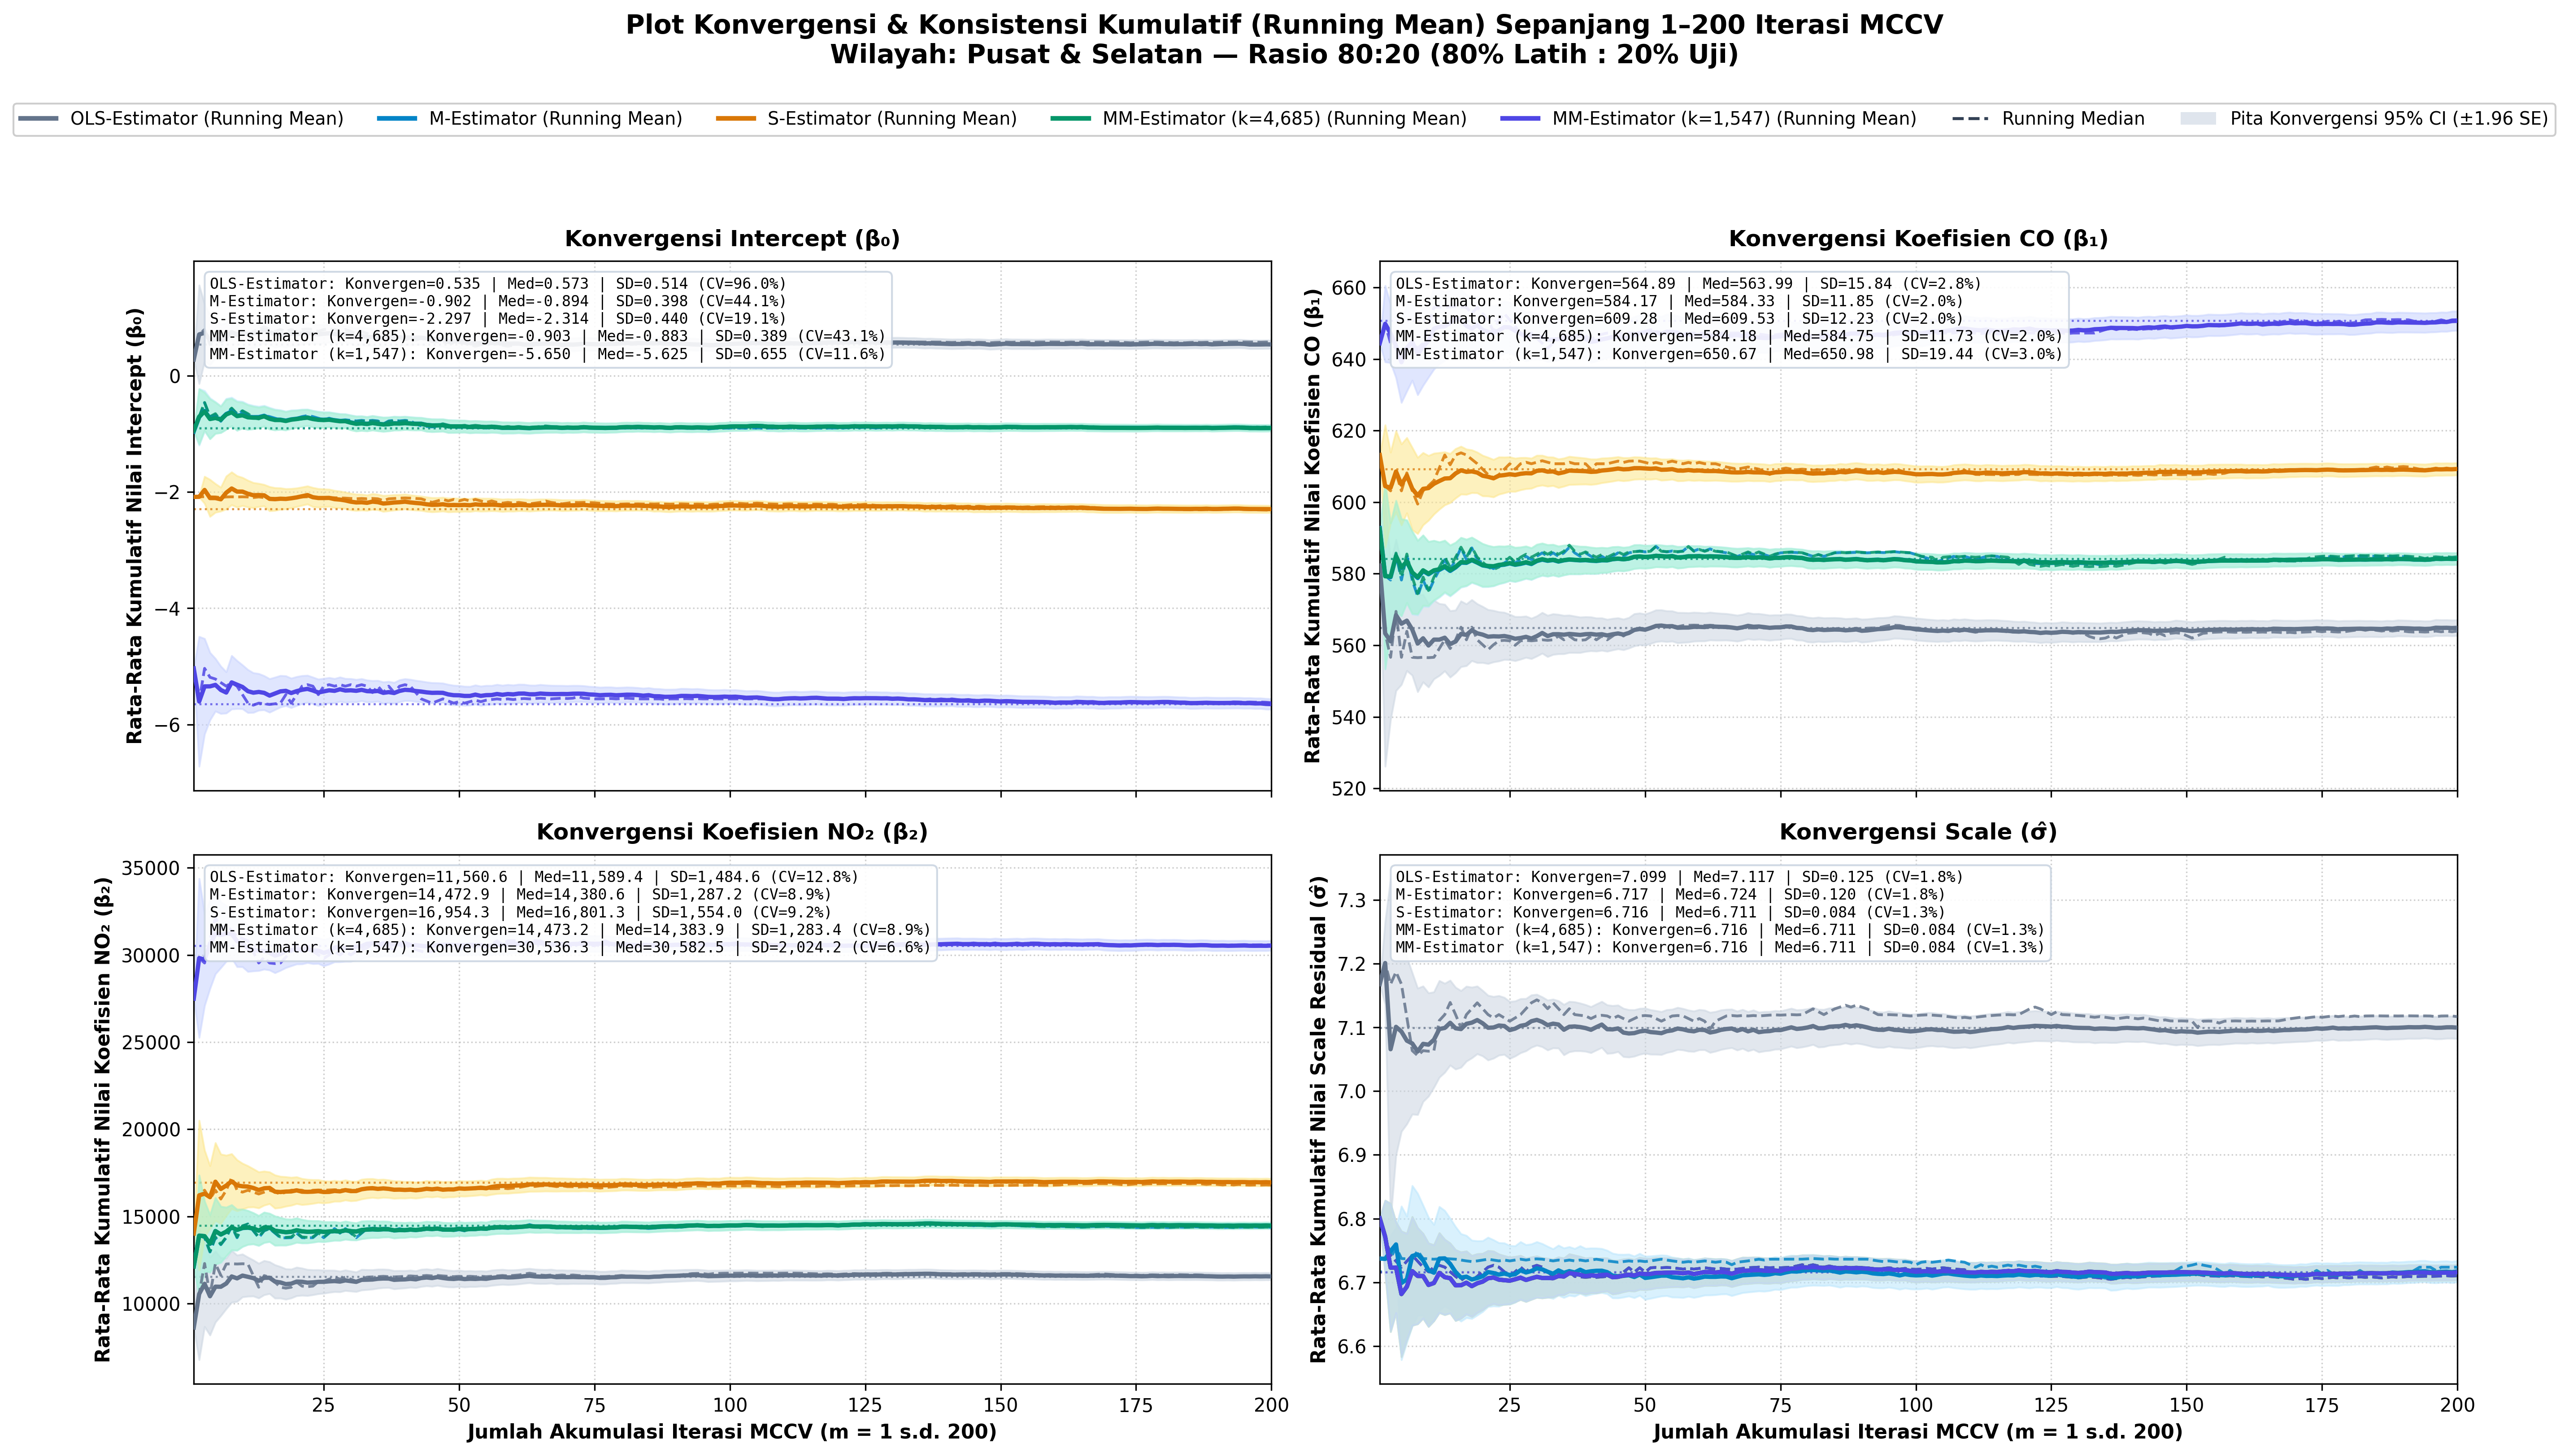 Plot Konvergensi & Konsistensi Kumulatif (Running Mean) Sepanjang 1–200 Iterasi MCCV
Wilayah: Pusat & Selatan — Rasio 80:20 (80% Latih : 20% Uji)
OLS-Estimator (Running Mean) M-Estimator (Running Mean) S-Estimator (Running Mean) MM-Estimator (k=4,685) (Running Mean) MM-Estimator (k=1,547) (Running Mean) Running Median Pita Konvergensi 95% CI (±1.96 SE)
Konvergensi Intercept (β₀)
Rata-Rata Kumulatif Nilai Intercept (β₀)
OLS-Estimator: Konvergen=0.535 | Med=0.573 | SD=0.514 (CV=96.0%)
M-Estimator: Konvergen=-0.902 | Med=-0.894 | SD=0.398 (CV=44.1%)
S-Estimator: Konvergen=-2.297 | Med=-2.314 | SD=0.440 (CV=19.1%)
MM-Estimator (k=4,685): Konvergen=-0.903 | Med=-0.883 | SD=0.389 (CV=43.1%)
MM-Estimator (k=1,547): Konvergen=-5.650 | Med=-5.625 | SD=0.655 (CV=11.6%)
0
−2
−4
−6
Konvergensi Koefisien CO (β₁)
Rata-Rata Kumulatif Nilai Koefisien CO (β₁)
OLS-Estimator: Konvergen=564.89 | Med=563.99 | SD=15.84 (CV=2.8%)
M-Estimator: Konvergen=584.17 | Med=584.33 | SD=11.85 (CV=2.0%)
S-Estimator: Konvergen=609.28 | Med=609.53 | SD=12.23 (CV=2.0%)
MM-Estimator (k=4,685): Konvergen=584.18 | Med=584.75 | SD=11.73 (CV=2.0%)
MM-Estimator (k=1,547): Konvergen=650.67 | Med=650.98 | SD=19.44 (CV=3.0%)
660
640
620
600
580
560
540
520
Konvergensi Koefisien NO₂ (β₂)
Rata-Rata Kumulatif Nilai Koefisien NO₂ (β₂)
OLS-Estimator: Konvergen=11,560.6 | Med=11,589.4 | SD=1,484.6 (CV=12.8%)
M-Estimator: Konvergen=14,472.9 | Med=14,380.6 | SD=1,287.2 (CV=8.9%)
S-Estimator: Konvergen=16,954.3 | Med=16,801.3 | SD=1,554.0 (CV=9.2%)
MM-Estimator (k=4,685): Konvergen=14,473.2 | Med=14,383.9 | SD=1,283.4 (CV=8.9%)
MM-Estimator (k=1,547): Konvergen=30,536.3 | Med=30,582.5 | SD=2,024.2 (CV=6.6%)
35000
30000
25000
20000
15000
10000
25 50 75 100 125 150 175 200
Jumlah Akumulasi Iterasi MCCV (m = 1 s.d. 200)
Konvergensi Scale (σ̂)
Rata-Rata Kumulatif Nilai Scale Residual (σ̂)
OLS-Estimator: Konvergen=7.099 | Med=7.117 | SD=0.125 (CV=1.8%)
M-Estimator: Konvergen=6.717 | Med=6.724 | SD=0.120 (CV=1.8%)
S-Estimator: Konvergen=6.716 | Med=6.711 | SD=0.084 (CV=1.3%)
MM-Estimator (k=4,685): Konvergen=6.716 | Med=6.711 | SD=0.084 (CV=1.3%)
MM-Estimator (k=1,547): Konvergen=6.716 | Med=6.711 | SD=0.084 (CV=1.3%)
7.3
7.2
7.1
7.0
6.9
6.8
6.7
6.6
25 50 75 100 125 150 175 200
Jumlah Akumulasi Iterasi MCCV (m = 1 s.d. 200)